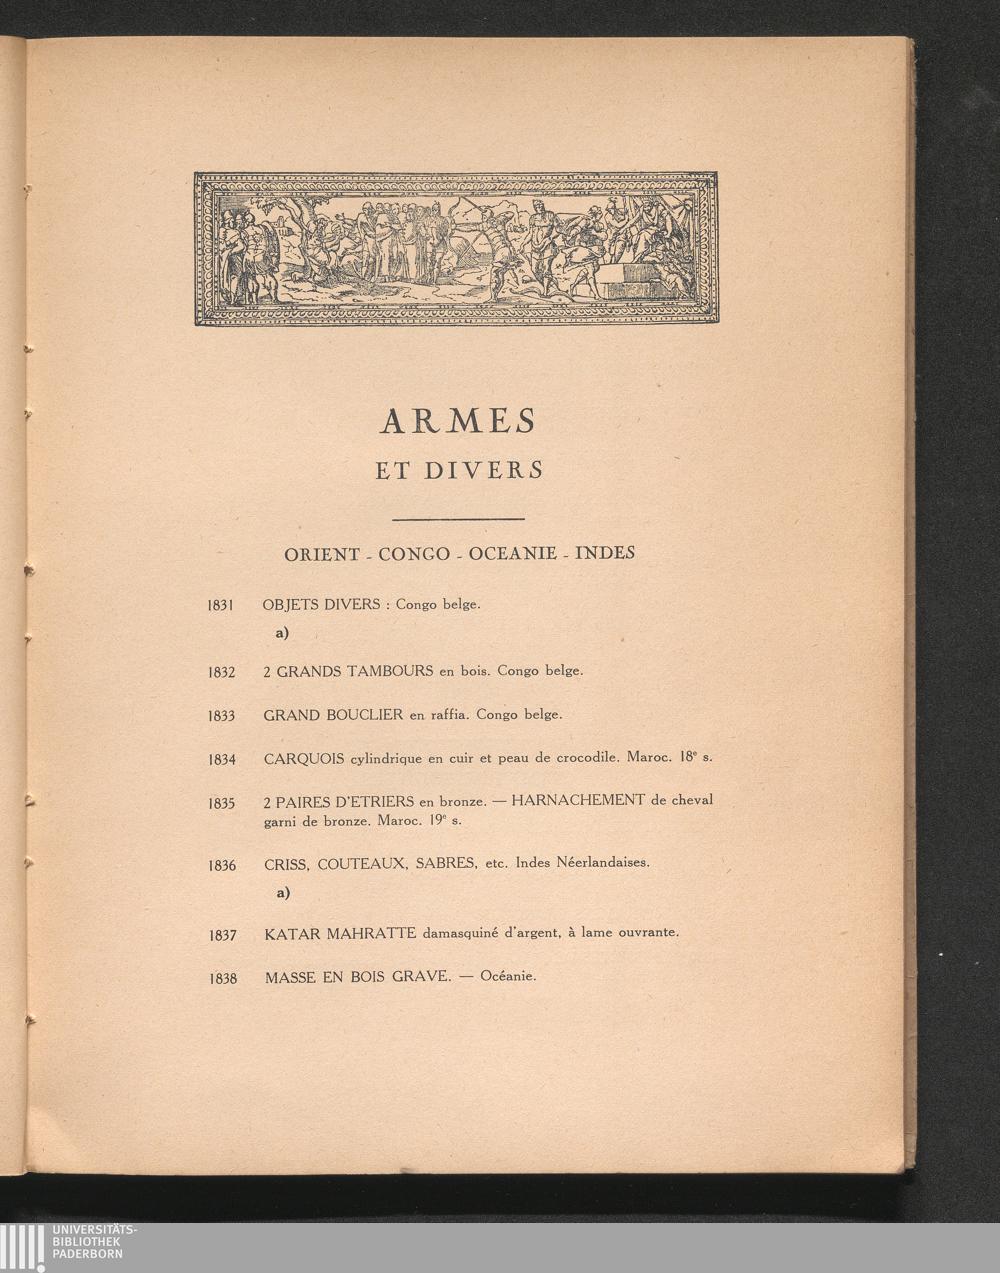 ARMES
ET DIVERS
ORIENT - CONGO - OCEANIE - INDES
1831 OBJETS DIVERS : Congo belge.
a)
1832 2 GRANDS TAMBOURS en bois. Congo belge.
1833 GRAND BOUCLIER en raffia. Congo belge.
1834 CARQUOIS cylindrique en cuir et peau de crocodile. Maroc. 18e s.
1835 2 PAIRES D'ETRIERS en bronze. — HARNACHEMENT de cheval
garni de bronze. Maroc. 19e s.
1836 CRISS, COUTEAUX, SABRES, etc. Indes Néerlandaises.
a)
1837 KATAR MAHRATTE damasquiné d'argent, à lame ouvrante.
1838 MASSE EN BOIS GRAVE. — Océanie.
UNIVERSITÄTS-
BIBLIOTHEK
PADERBORN